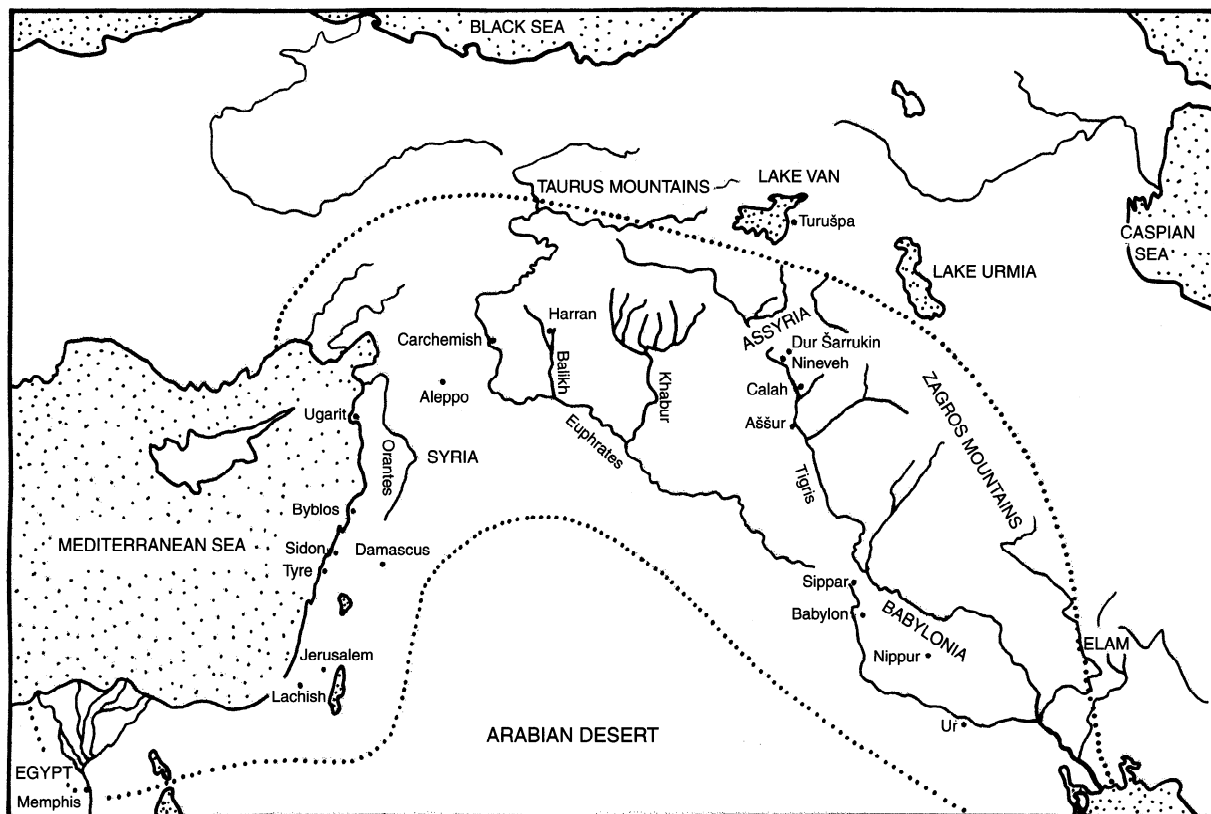 BLACK SEA
TAURUS MOUNTAINS
LAKE VAN
Turušpa
CASPIAN
SEA
LAKE URMIA
Harran
ASSYRIA
Carchemish
Dur Šarrukin
Nineveh
Balikh
Khabur
Calah
Aleppo
Ugarit
Aššur
ZAGROS MOUNTAINS
Euphrates
Orantes
SYRIA
Tigris
Byblos
MEDITERRANEAN SEA
Sidon
Damascus
Tyre
Sippar
Babylon
BABYLONIA
Jerusalem
Nippur
ELAM
Lachish
Ur
ARABIAN DESERT
EGYPT
Memphis